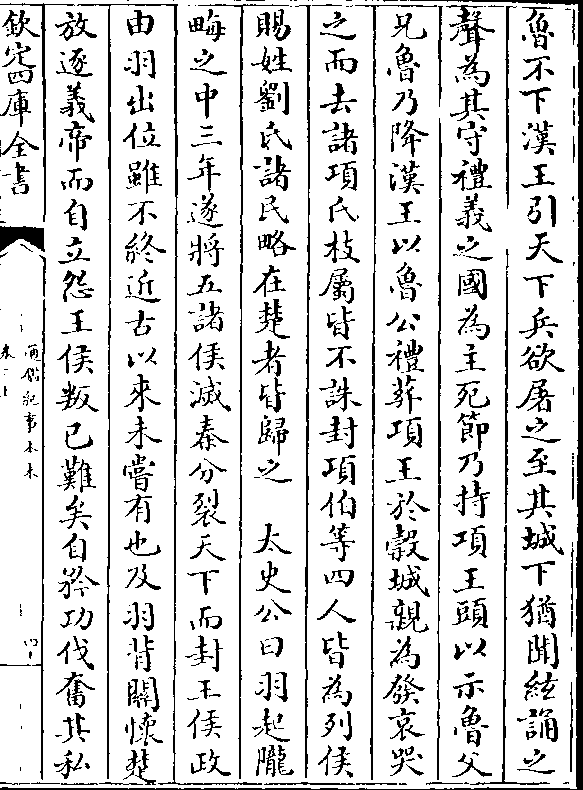 魯不下漢王引天下兵欲屠之至其城下猶聞絃誦之
聲為其守禮義之國為主死節乃持項王頭以示魯父
兄魯乃降漢王以魯公禮葬項王於穀城親為發哀哭
之而去諸項氏枝屬皆不誅封項伯等四人皆為列侯
賜姓劉氏諸民略在楚者皆歸之　太史公曰羽起隴
畮之中三年遂將五諸侯滅秦分裂天下而封王侯政
由羽出位雖不終近古以來未嘗有也及羽背關懷楚
放逐義帝而自立怨王侯叛已難矣自矜功伐奮其私
欽定四庫全書
通鑑紀事本末